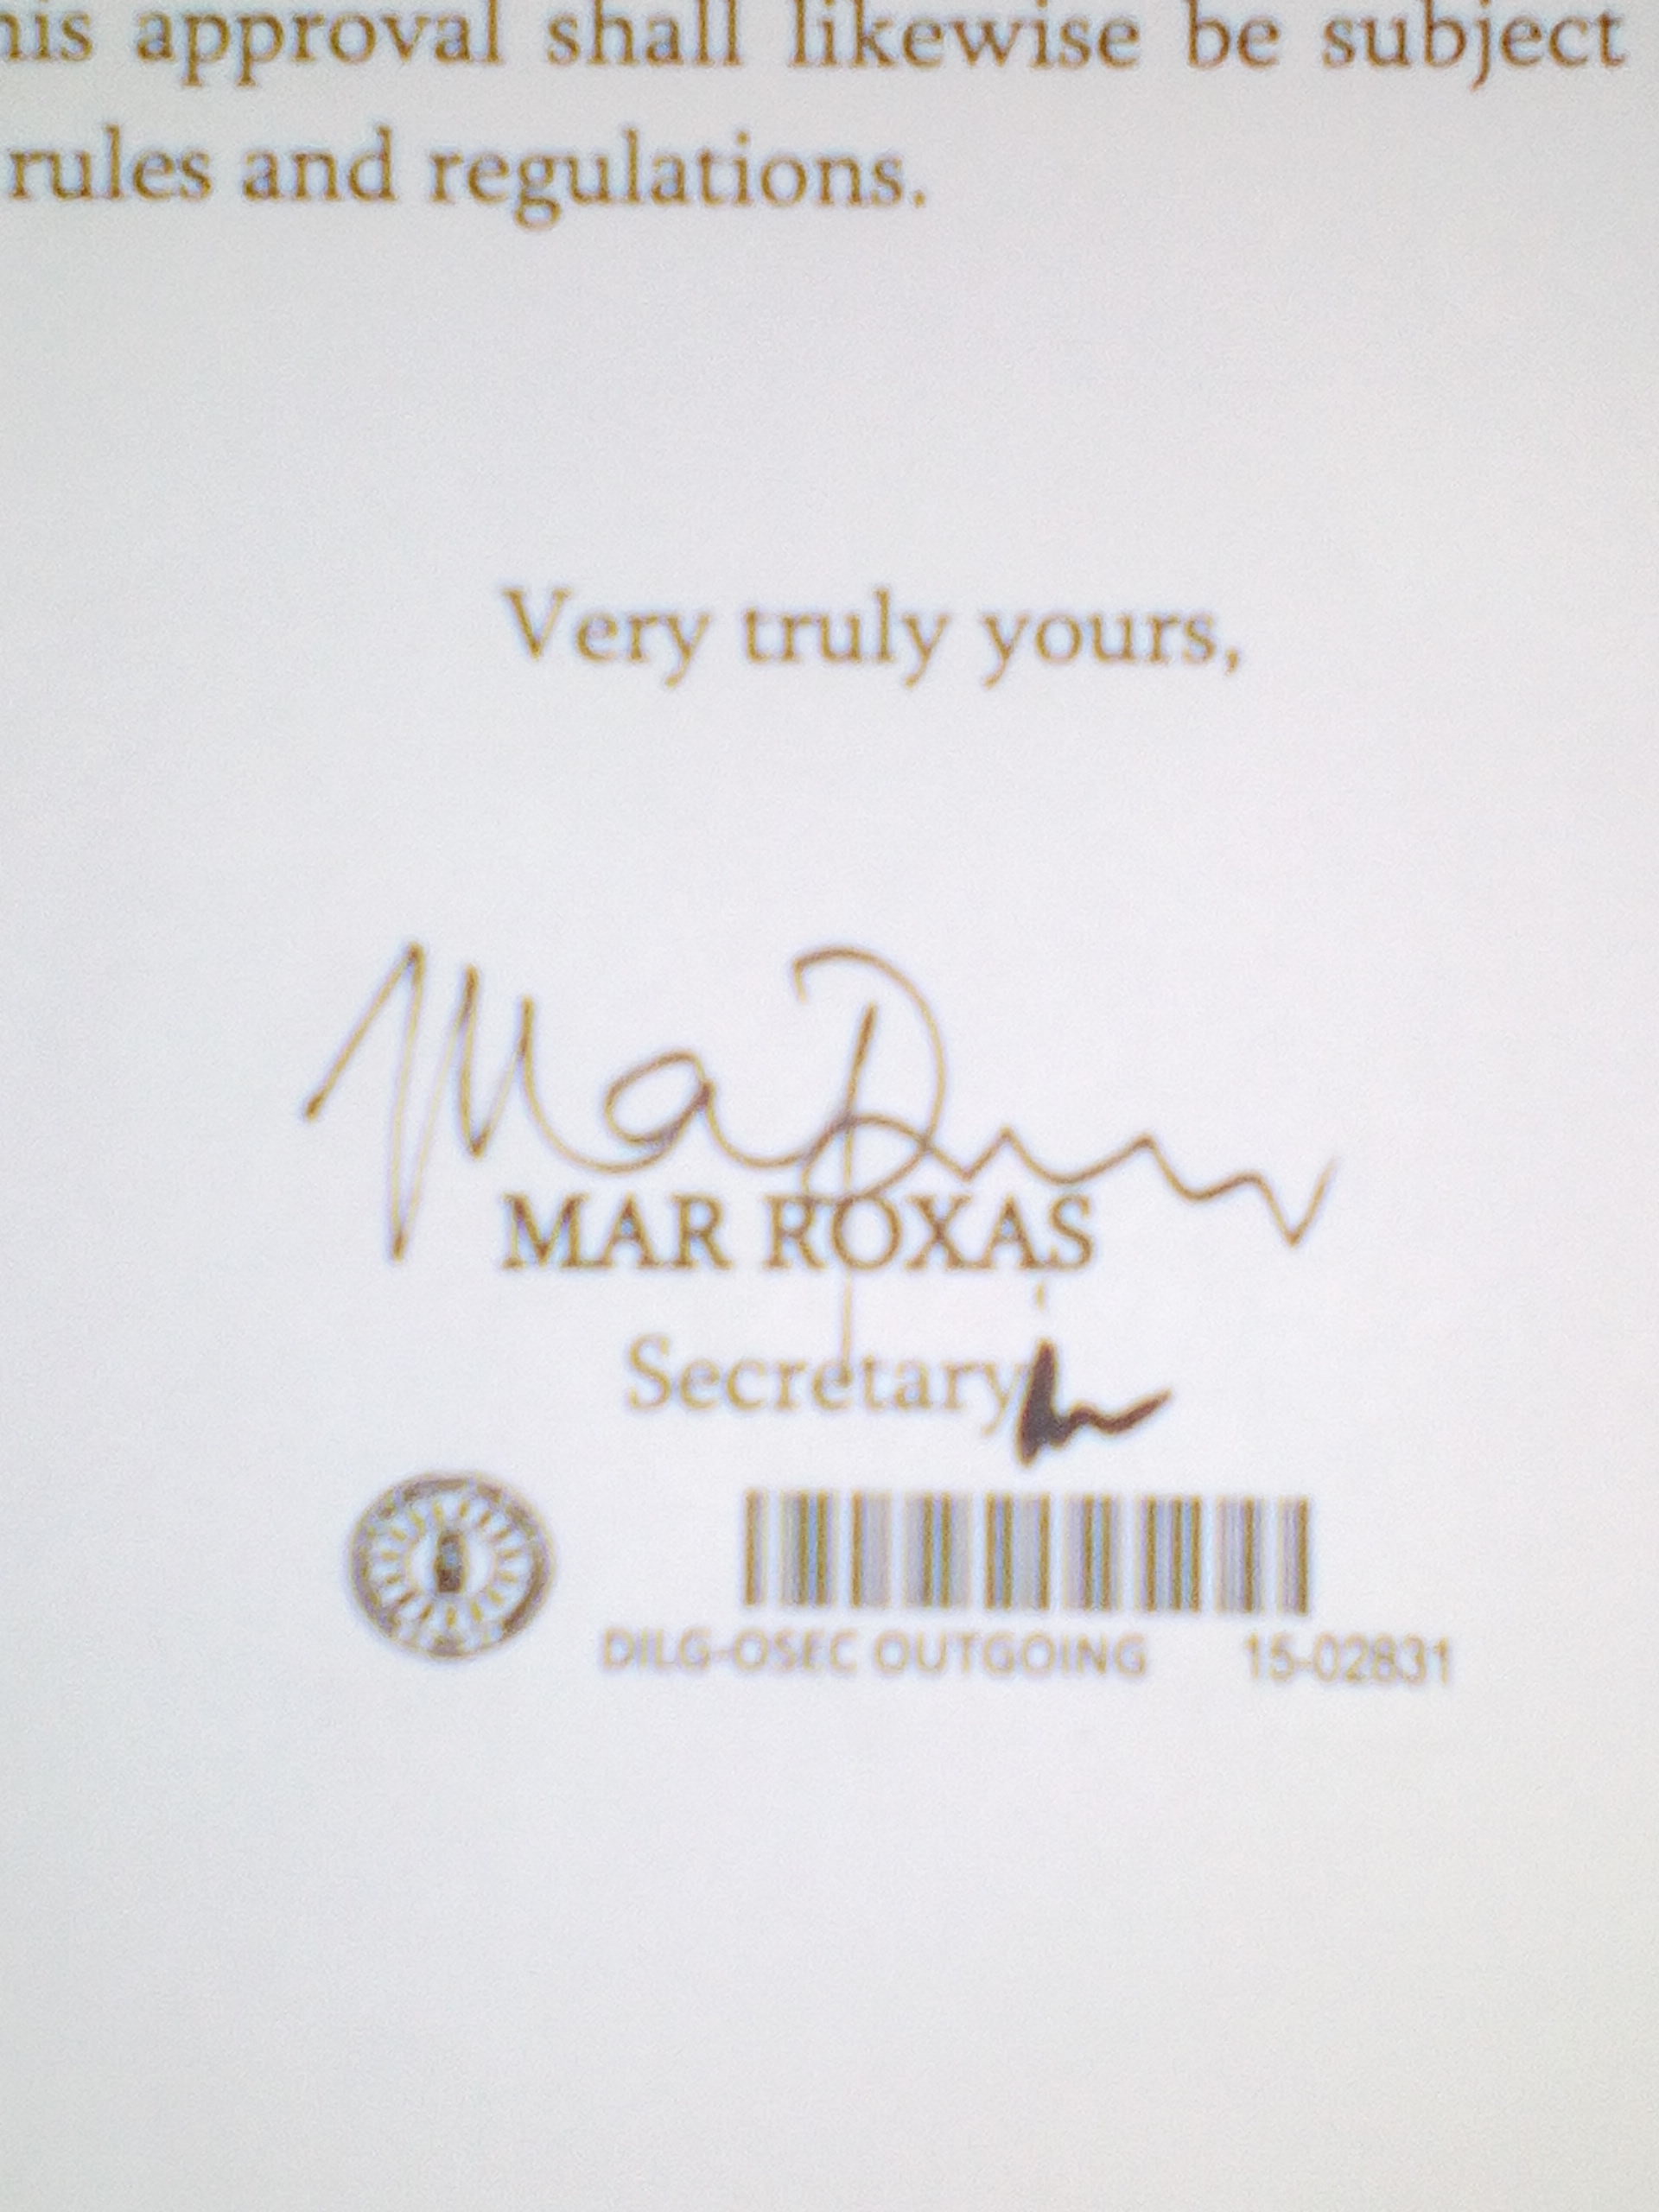 his approval shall likewise be subject
rules and regulations.
Very truly yours,
MAR ROXAS
Secretary
DILG-OSEC OUTGOING 15-02831